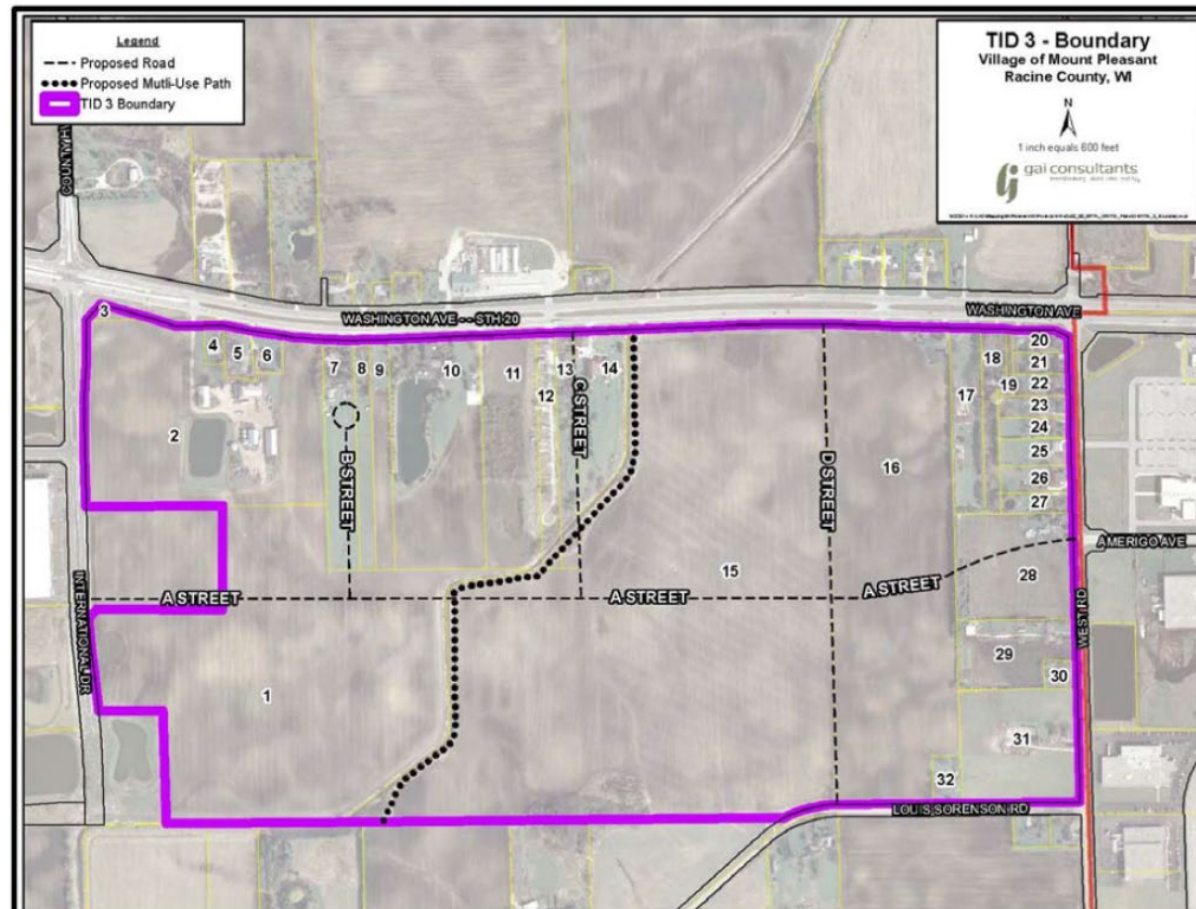 Legend
Proposed Road
Proposed Mutli-Use Path
TID 3 Boundary
TID 3 - Boundary
Village of Mount Pleasant
Racine County, WI
N
1 inch equals 600 feet
gai consultants
WASHINGTON AVE - - STH 20
WASHINGTON AVE
3
4
5
6
7
8
9
10
11
12
13
14
C STREET
17
18
19
20
21
22
23
24
25
26
27
2
B STREET
D STREET
16
15
AMERIGO AVE
28
A STREET
A STREET
A STREET
INTERNATIONAL DR
WEST RD
29
30
1
31
32
LOUIS SORENSON RD